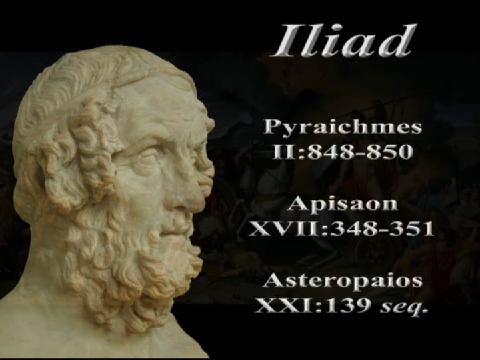 Iliad
Pyraichmes
II:848-850
Apisaon
XVII:348-351
Asteropaios
XXI:139 seq.